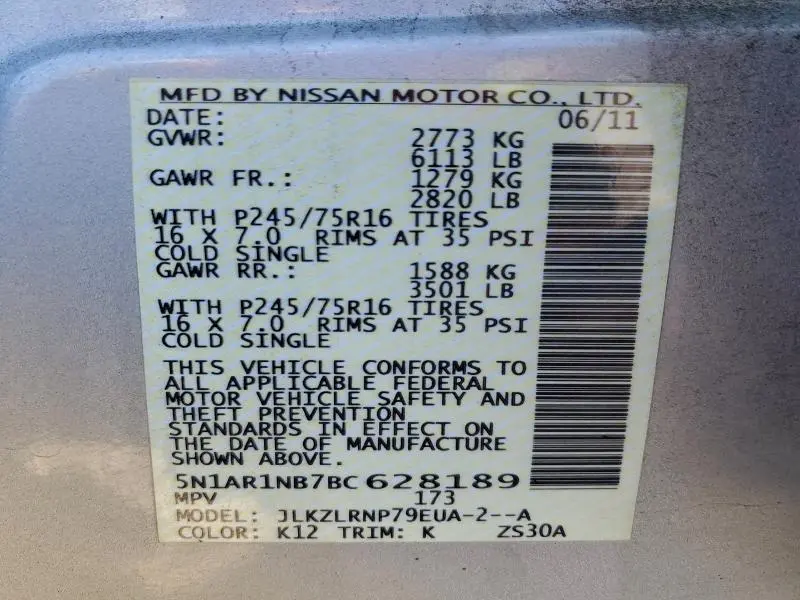 MFD BY NISSAN MOTOR CO., LTD.
DATE: 06/11
GVWR: 2773 KG
6113 LB
GAWR FR.: 1279 KG
2820 LB
WITH P245/75R16 TIRES
16 X 7.0 RIMS AT 35 PSI
COLD SINGLE
GAWR RR.: 1588 KG
3501 LB
WITH P245/75R16 TIRES
16 X 7.0 RIMS AT 35 PSI
COLD SINGLE
THIS VEHICLE CONFORMS TO
ALL APPLICABLE FEDERAL
MOTOR VEHICLE SAFETY AND
THEFT PREVENTION
STANDARDS IN EFFECT ON
THE DATE OF MANUFACTURE
SHOWN ABOVE.
5N1AR1NB7BC628189
MPV 173
MODEL: JLKZLRNP79EUA-2--A
COLOR: K12 TRIM: K ZS30A